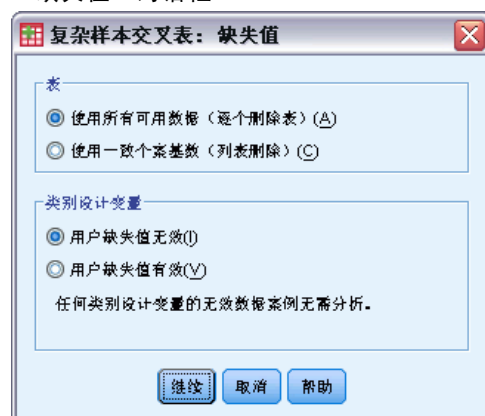 复杂样本交叉表：缺失值
表
使用所有可用数据（逐个删除表）(A)
使用一致个案基数（列表删除）(C)
类别设计变量
用户缺失值无效(I)
用户缺失值有效(V)
任何类别设计变量的无效数据案例无需分析。
继续 取消 帮助